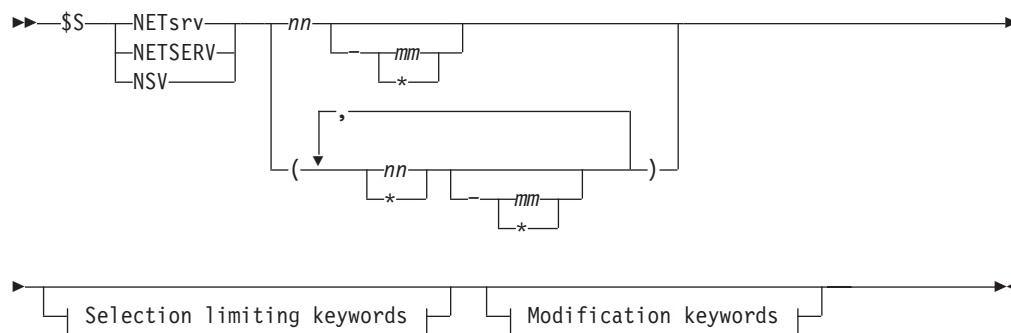 $S NETsrv nn
NETSERV - mm
NSV *
,
( nn )
* - mm
*
Selection limiting keywords Modification keywords